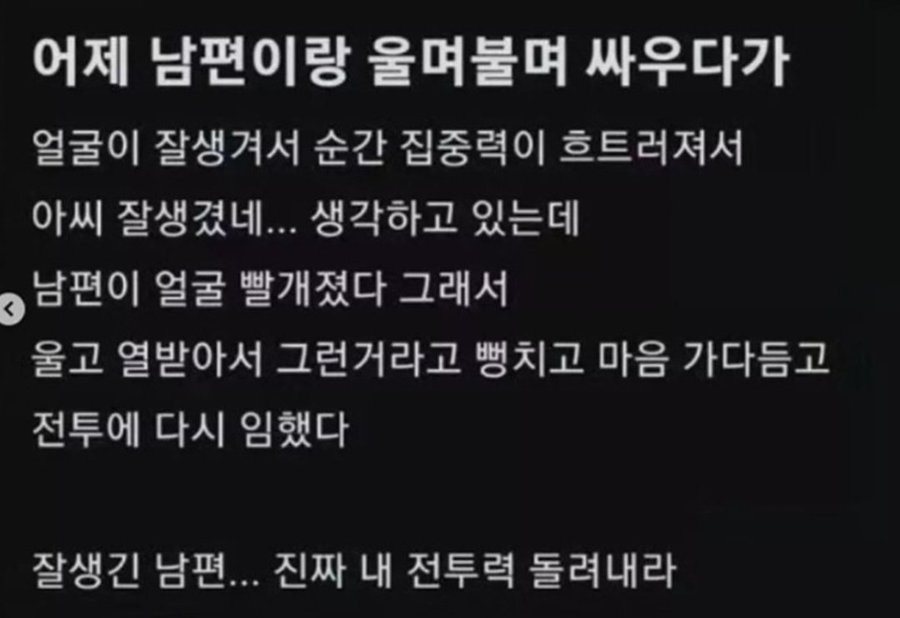 어제 남편이랑 울며불며 싸우다가
얼굴이 잘생겨서 순간 집중력이 흐트러져서
아씨 잘생겼네... 생각하고 있는데
남편이 얼굴 빨개졌다 그래서
울고 열받아서 그런거라고 뻥치고 마음 가다듬고
전투에 다시 임했다
잘생긴 남편... 진짜 내 전투력 돌려내라